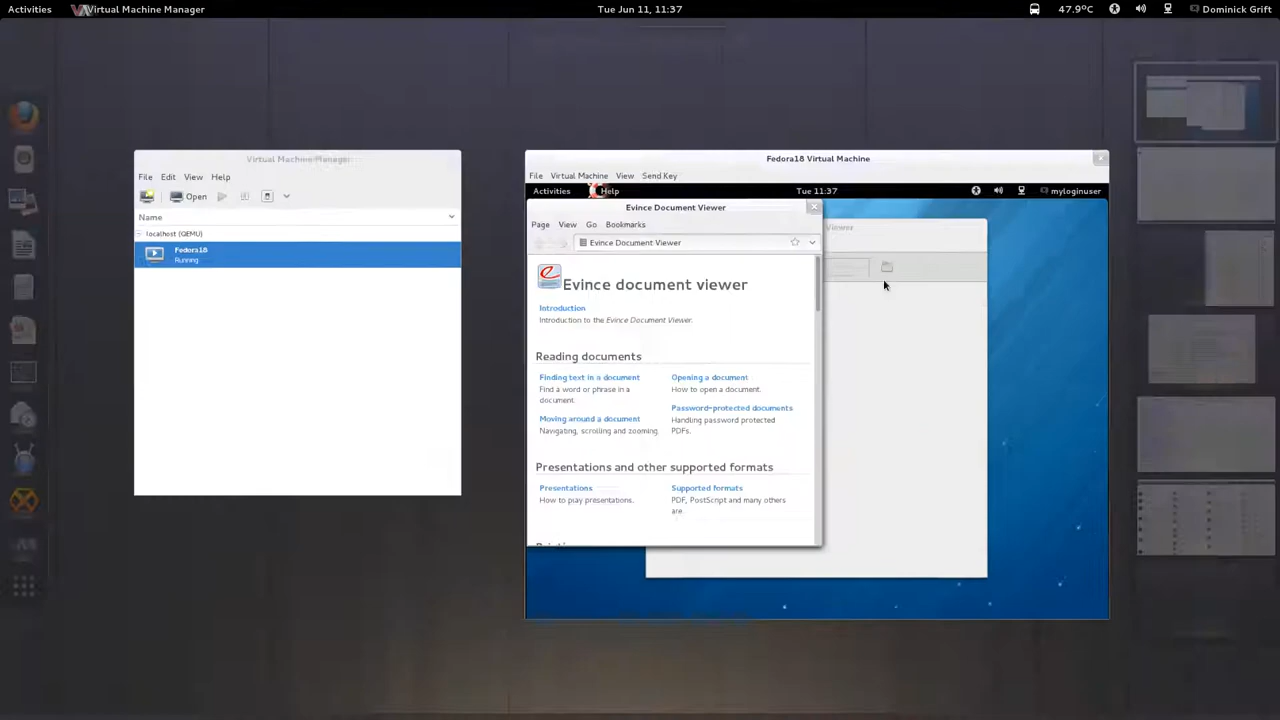 Activities Virtual Machine Manager Tue Jun 11, 11:37 47.9°C Dominick Grift
Virtual Machine Manager
File Edit View Help
Open
Name
localhost (QEMU)
Fedora18
Running
Fedora18 Virtual Machine
File Virtual Machine View Send Key
Activities Help Tue 11:37 myloginuser
Evince Document Viewer
Viewer
Page View Go Bookmarks
Evince Document Viewer
Evince document viewer
Introduction
Introduction to the Evince Document Viewer.
Reading documents
Finding text in a document
Find a word or phrase in a
document.
Moving around a document
Navigating, scrolling and zooming.
Opening a document
How to open a document.
Password-protected documents
Handling password protected
PDFs.
Presentations and other supported formats
Presentations
How to play presentations.
Supported formats
PDF, PostScript and many others
are.